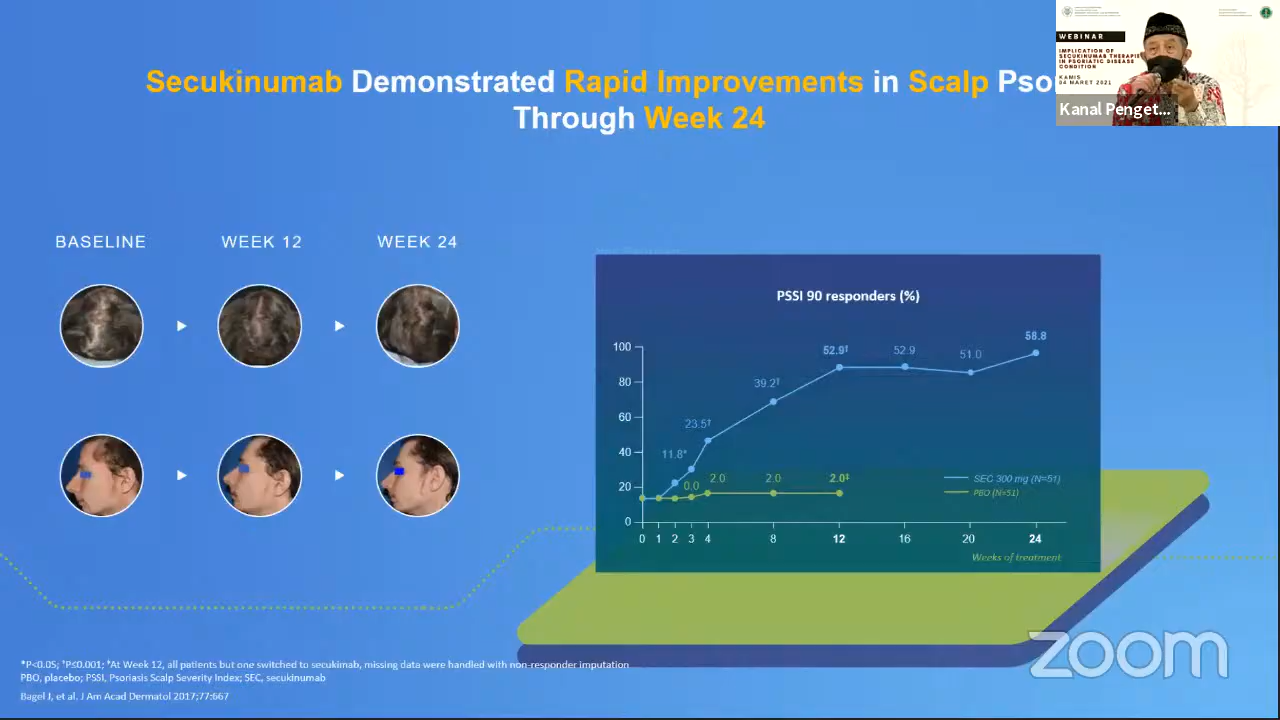 Secukinumab Demonstrated Rapid Improvements in Scalp Pso
Through Week 24
WEBINAR
IMPLICATION OF
SECUKINUMAB THERAPIE
IN PSORIATIC DISEASE
CONDITION
KAMIS
04 MARET 2021
Kanal Penget...
BASELINE
WEEK 12
WEEK 24
PSSI 90 responders (%)
100
80
60
40
20
0
11.8*
23.5†
39.2†
52.9†
52.9
51.0
58.8
0.0
2.0
2.0
2.0‡
SEC 300 mg (N=51)
PBO (N=51)
0 1 2 3 4 8 12 16 20 24
Weeks of treatment
zoom
*P<0.05; †P≤0.001; ‡At Week 12, all patients but one switched to secukimab, missing data were handled with non-responder imputation
PBO, placebo; PSSI, Psoriasis Scalp Severity Index; SEC, secukinumab
Bagel J, et al. J Am Acad Dermatol 2017;77:667